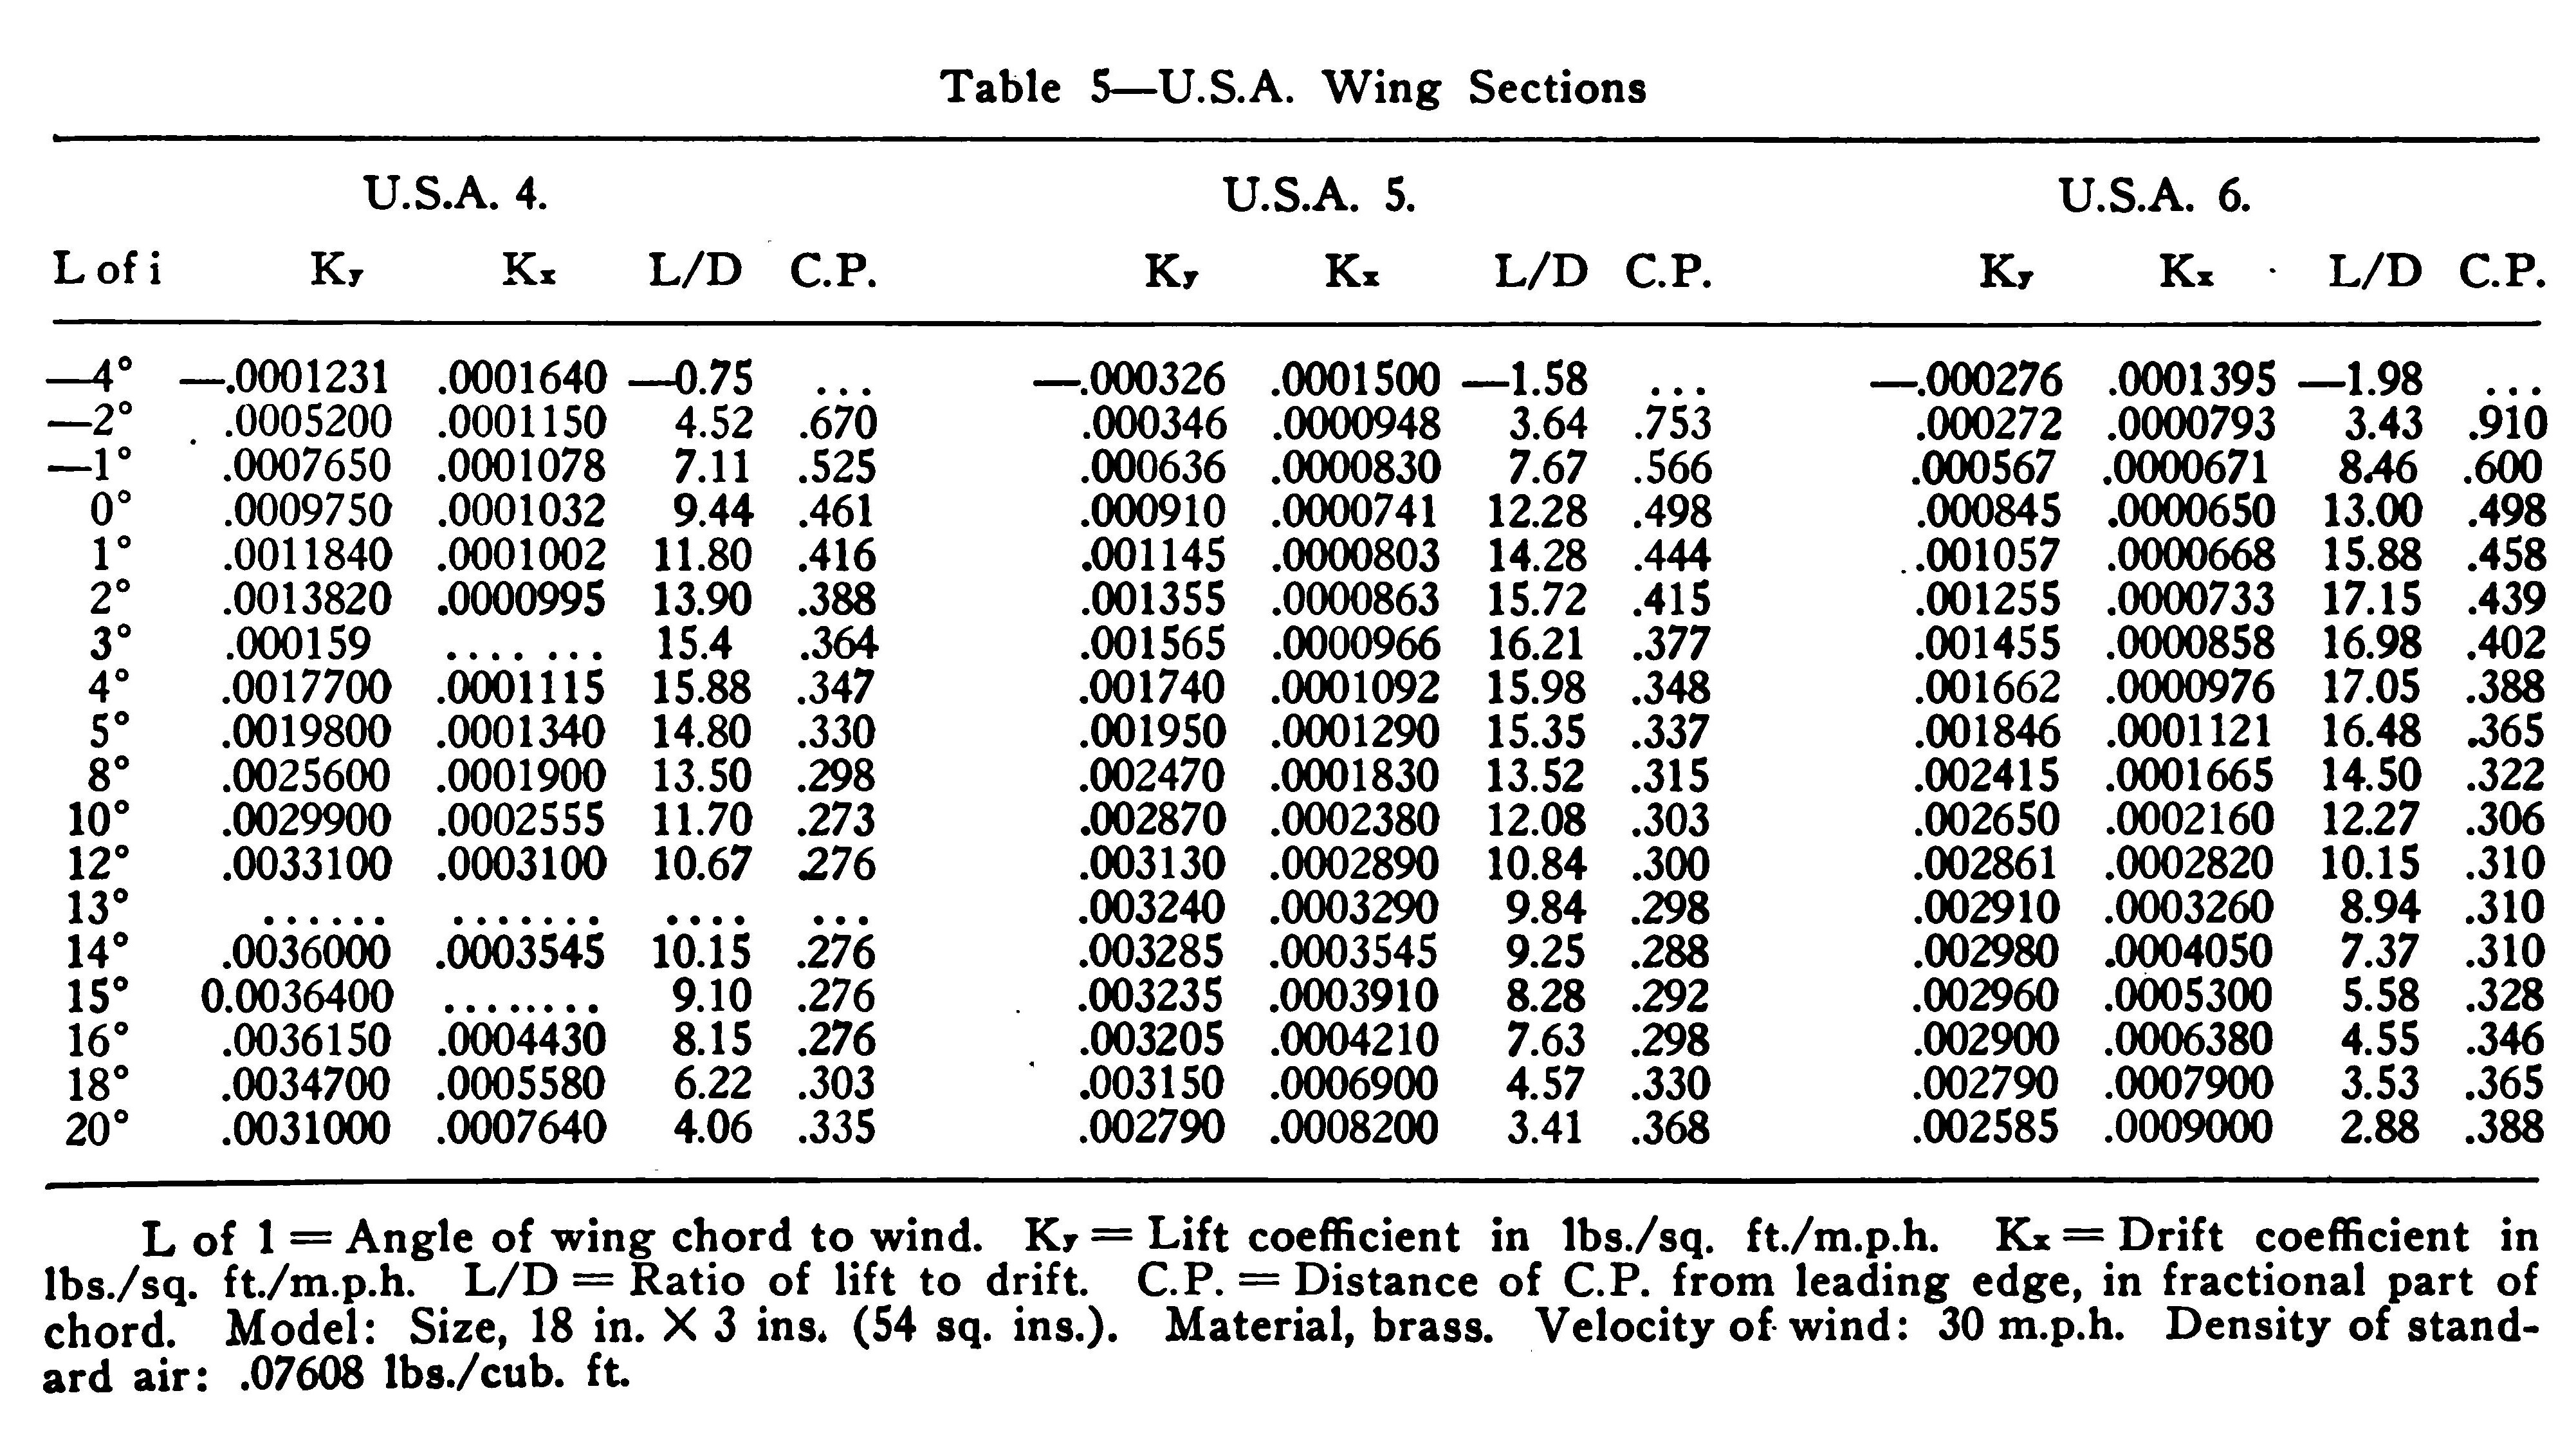 Table 5—U.S.A. Wing Sections
U.S.A. 4. U.S.A. 5. U.S.A. 6.
L of i Ky Kx L/D C.P. Ky Kx L/D C.P. Ky Kx L/D C.P.
—4° —.0001231 .0001640 —0.75 ... —.000326 .0001500 —1.58 ... —.000276 .0001395 —1.98 ...
—2° .0005200 .0001150 4.52 .670 .000346 .0000948 3.64 .753 .000272 .0000793 3.43 .910
—1° .0007650 .0001078 7.11 .525 .000636 .0000830 7.67 .566 .000567 .0000671 8.46 .600
0° .0009750 .0001032 9.44 .461 .000910 .0000741 12.28 .498 .000845 .0000650 13.00 .498
1° .0011840 .0001002 11.80 .416 .001145 .0000803 14.28 .444 .001057 .0000668 15.88 .458
2° .0013820 .0000995 13.90 .388 .001355 .0000863 15.72 .415 .001255 .0000733 17.15 .439
3° .000159 ....... 15.4 .364 .001565 .0000966 16.21 .377 .001455 .0000858 16.98 .402
4° .0017700 .0001115 15.88 .347 .001740 .0001092 15.98 .348 .001662 .0000976 17.05 .388
5° .0019800 .0001340 14.80 .330 .001950 .0001290 15.35 .337 .001846 .0001121 16.48 .365
8° .0025600 .0001900 13.50 .298 .002470 .0001830 13.52 .315 .002415 .0001665 14.50 .322
10° .0029900 .0002555 11.70 .273 .002870 .0002380 12.08 .303 .002650 .0002160 12.27 .306
12° .0033100 .0003100 10.67 .276 .003130 .0002890 10.84 .300 .002861 .0002820 10.15 .310
13° ...... ....... .... ... .003240 .0003290 9.84 .298 .002910 .0003260 8.94 .310
14° .0036000 .0003545 10.15 .276 .003285 .0003545 9.25 .288 .002980 .0004050 7.37 .310
15° 0.0036400 ........ 9.10 .276 .003235 .0003910 8.28 .292 .002960 .0005300 5.58 .328
16° .0036150 .0004430 8.15 .276 .003205 .0004210 7.63 .298 .002900 .0006380 4.55 .346
18° .0034700 .0005580 6.22 .303 .003150 .0006900 4.57 .330 .002790 .0007900 3.53 .365
20° .0031000 .0007640 4.06 .335 .002790 .0008200 3.41 .368 .002585 .0009000 2.88 .388
L of 1 = Angle of wing chord to wind. Ky = Lift coefficient in lbs./sq. ft./m.p.h. Kx = Drift coefficient in
lbs./sq. ft./m.p.h. L/D = Ratio of lift to drift. C.P. = Distance of C.P. from leading edge, in fractional part of
chord. Model: Size, 18 in. X 3 ins. (54 sq. ins.). Material, brass. Velocity of wind: 30 m.p.h. Density of stand-
ard air: .07608 lbs./cub. ft.